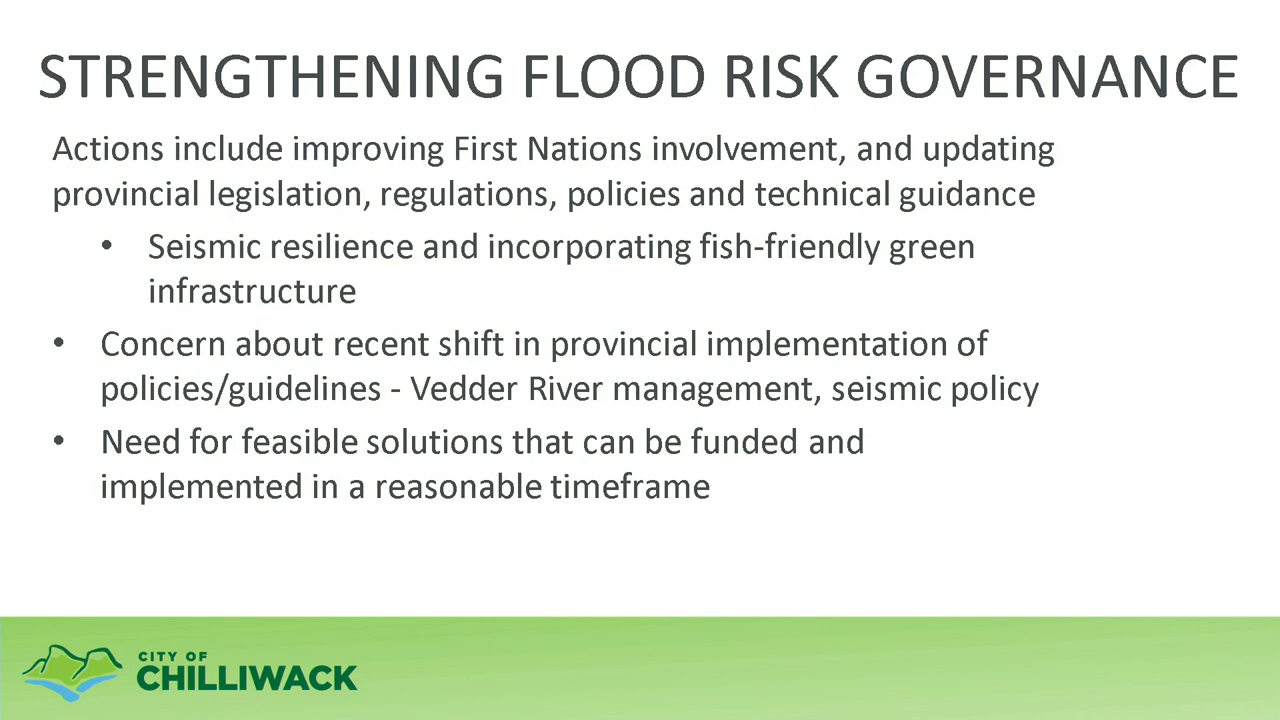 STRENGTHENING FLOOD RISK GOVERNANCE
Actions include improving First Nations involvement, and updating
provincial legislation, regulations, policies and technical guidance
• Seismic resilience and incorporating fish-friendly green
infrastructure
• Concern about recent shift in provincial implementation of
policies/guidelines - Vedder River management, seismic policy
• Need for feasible solutions that can be funded and
implemented in a reasonable timeframe
CITY OF
CHILLIWACK